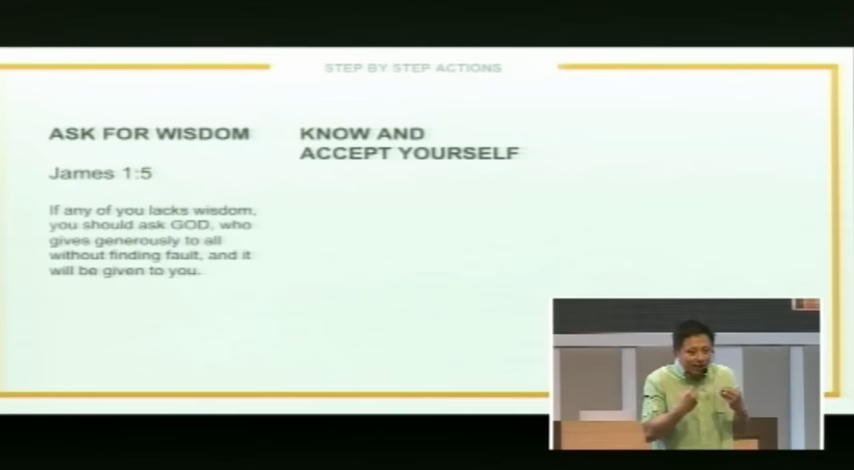 STEP BY STEP ACTIONS
ASK FOR WISDOM
James 1:5
If any of you lacks wisdom,
you should ask GOD, who
gives generously to all
without finding fault, and it
will be given to you.
KNOW AND
ACCEPT YOURSELF